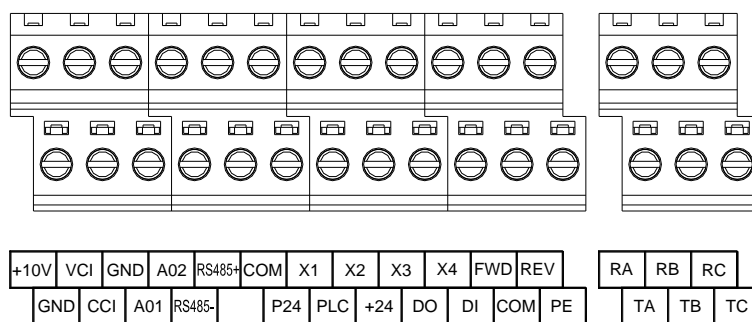 +10V VCI GND A02 RS485+ COM X1 X2 X3 X4 FWD REV RA RB RC
GND CCI A01 RS485- P24 PLC +24 DO DI COM PE TA TB TC